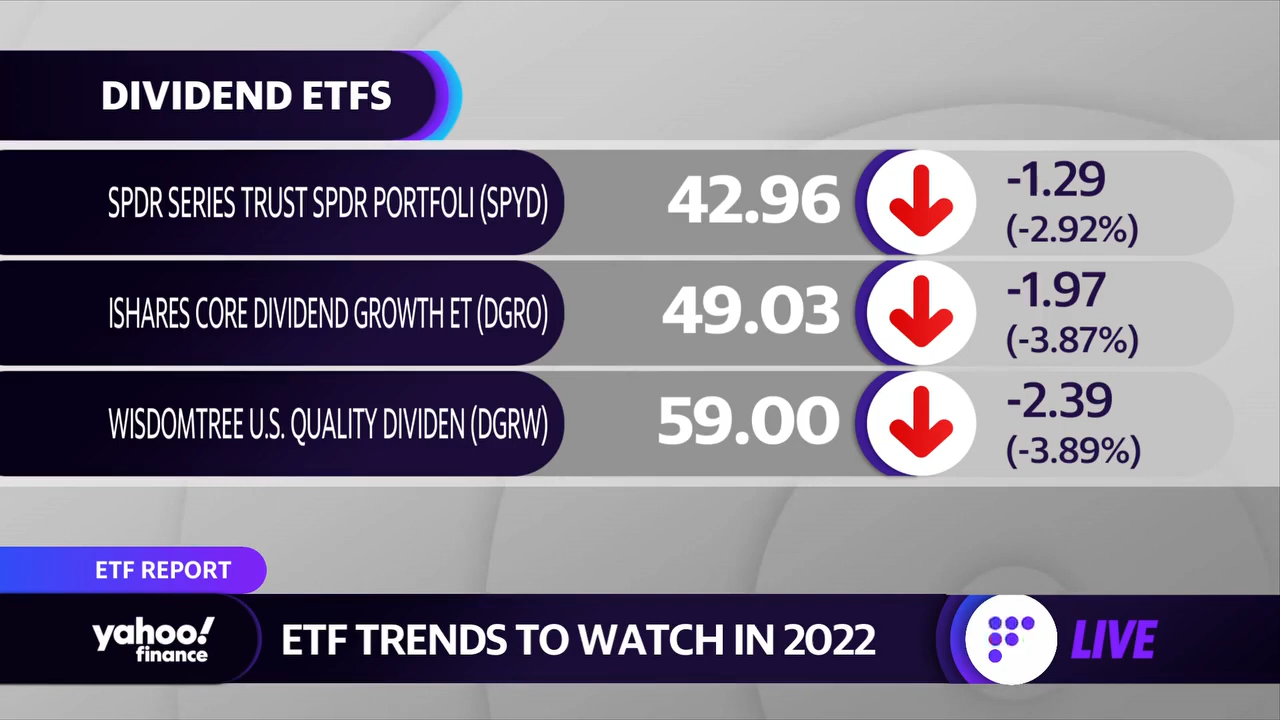 DIVIDEND ETFS
SPDR SERIES TRUST SPDR PORTFOLI (SPYD) 42.96 -1.29
(-2.92%)
ISHARES CORE DIVIDEND GROWTH ET (DGRO) 49.03 -1.97
(-3.87%)
WISDOMTREE U.S. QUALITY DIVIDEN (DGRW) 59.00 -2.39
(-3.89%)
ETF REPORT
yahoo!
finance
ETF TRENDS TO WATCH IN 2022
LIVE